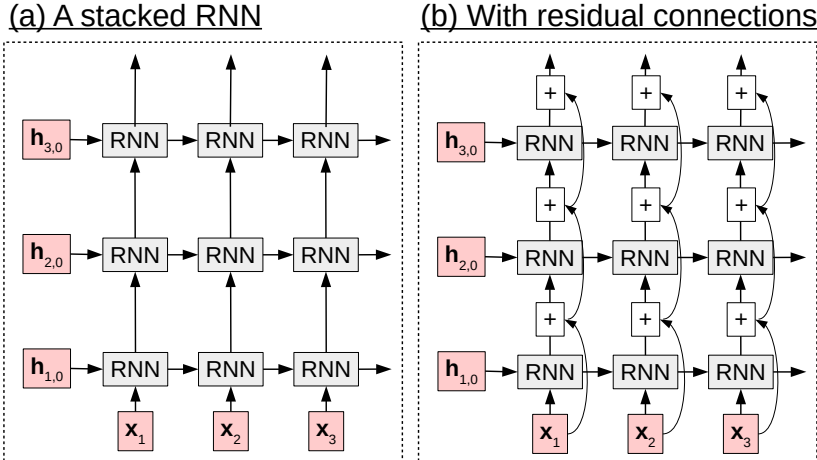 (a) A stacked RNN
h3,0 RNN RNN RNN
h2,0 RNN RNN RNN
h1,0 RNN RNN RNN
x1 x2 x3
(b) With residual connections
+ + +
h3,0 RNN RNN RNN
+ + +
h2,0 RNN RNN RNN
+ + +
h1,0 RNN RNN RNN
x1 x2 x3